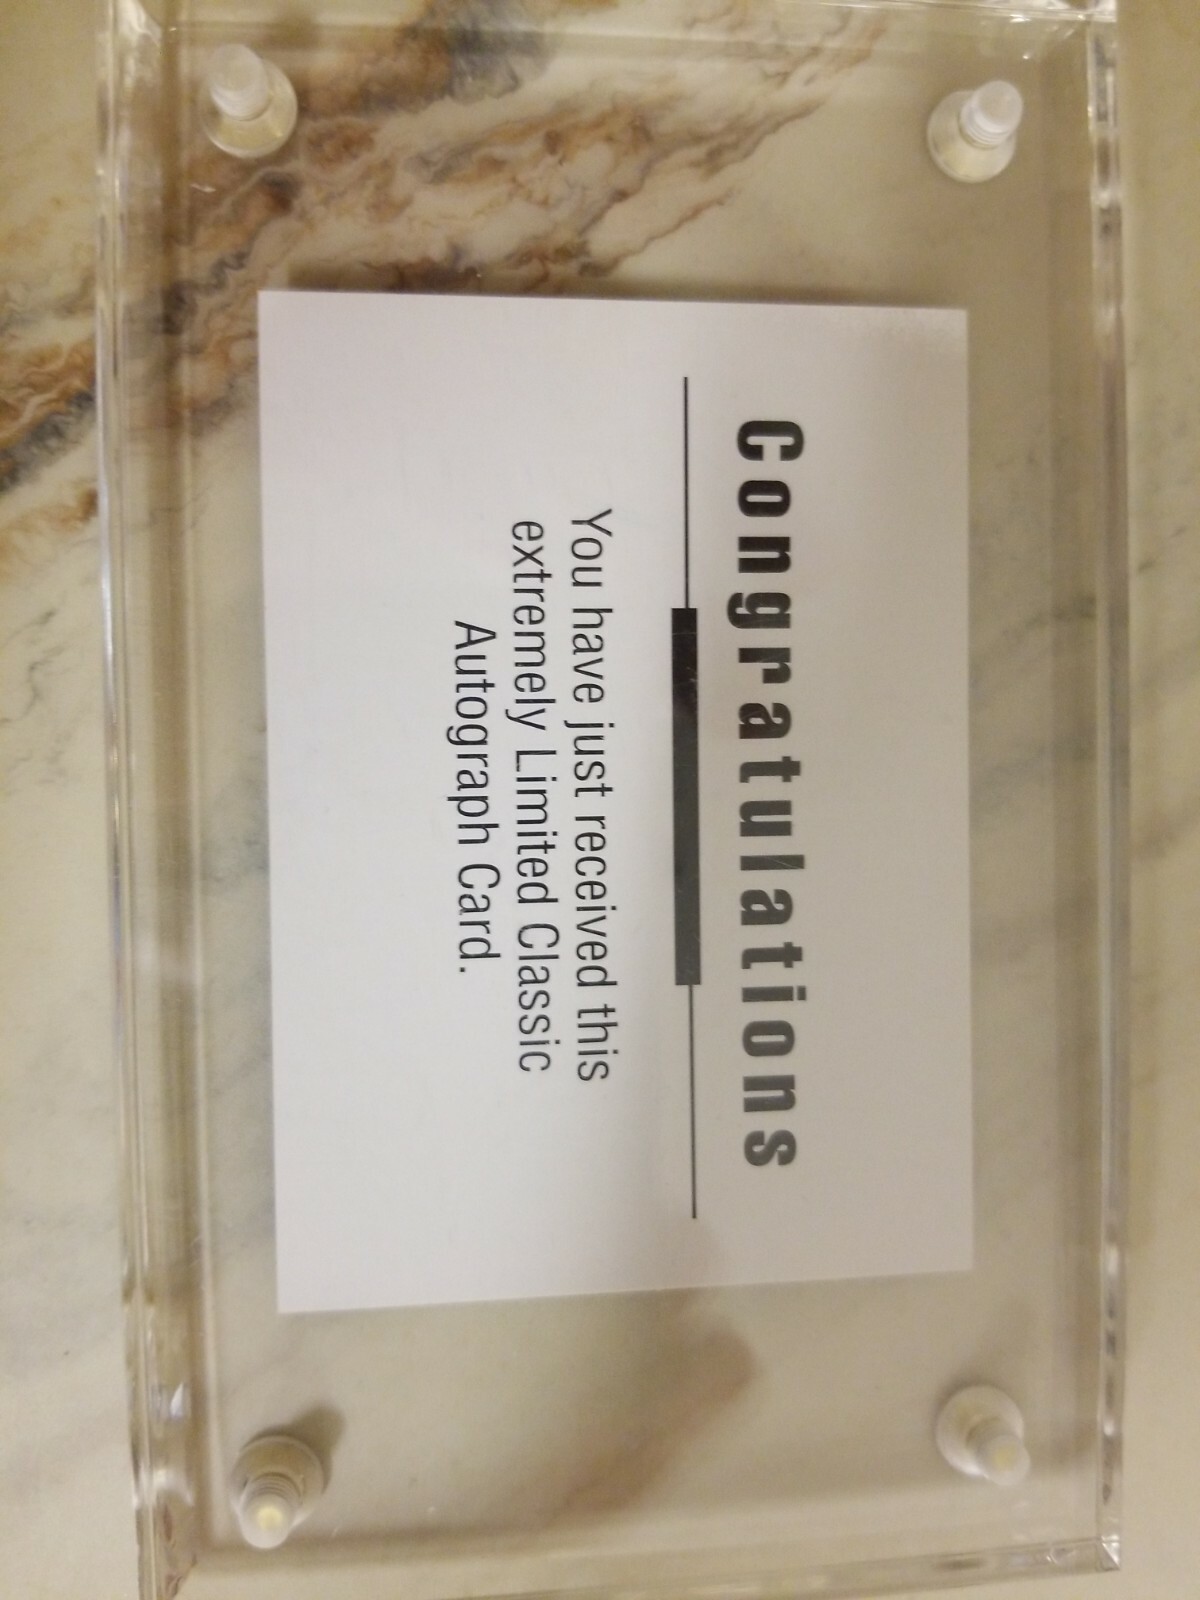 Congratulations
You have just received this
extremely Limited Classic
Autograph Card.